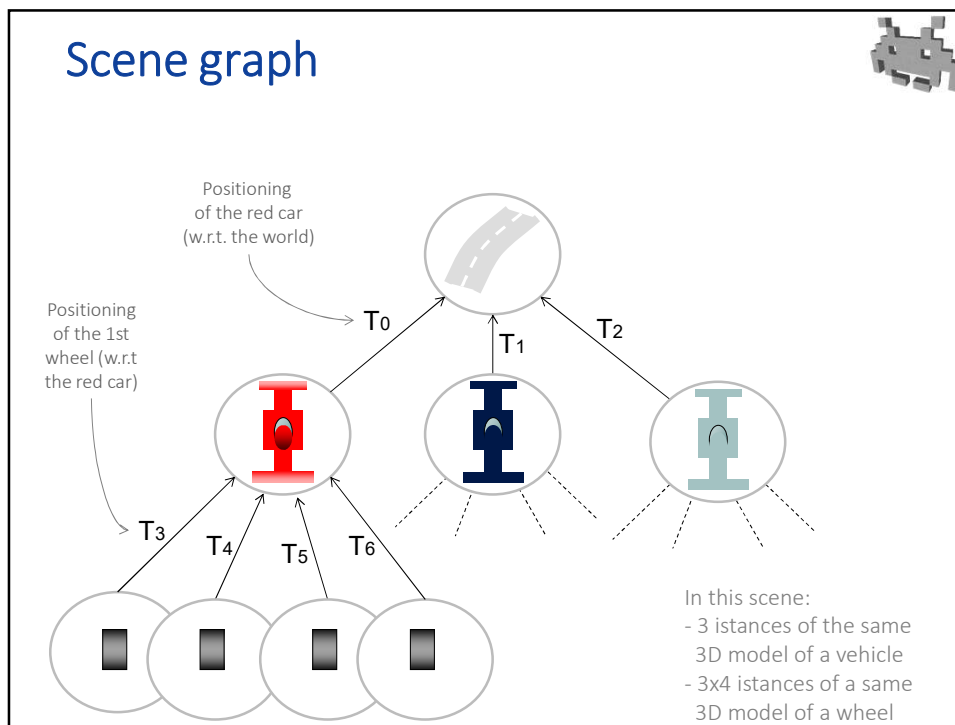 Scene graph
Positioning
of the red car
(w.r.t. the world)
Positioning
of the 1st
wheel (w.r.t
the red car)
T0
T1
T2
T3
T4
T5
T6
In this scene:
- 3 istances of the same
3D model of a vehicle
- 3x4 istances of a same
3D model of a wheel